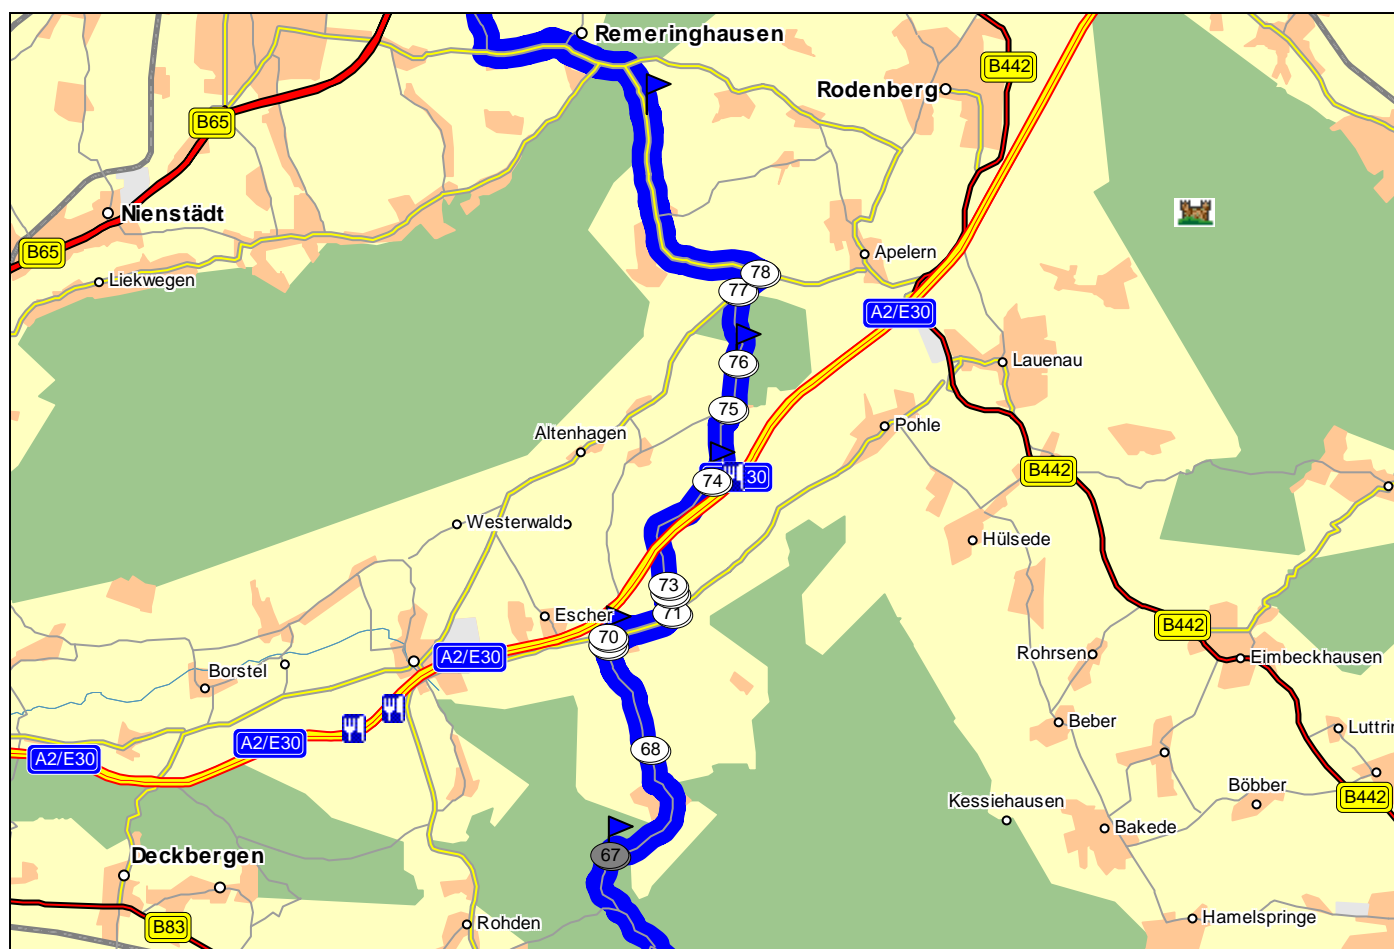 Remeringhausen
B442
Rodenberg
B65
Nienstädt
B65
Apelern
78
Liekwegen
77
A2/E30
76
Lauenau
75
Pohle
Altenhagen
B442
30
74
Westerwald
Hülsede
73
71
Escher
B442
70
Rohrsen
Eimbeckhausen
A2/E30
Borstel
Beber
Luttrin
A2/E30
68
A2/E30
Böbber
B442
Kessiehausen
Bakede
67
Deckbergen
Hamelspringe
Rohden
B83